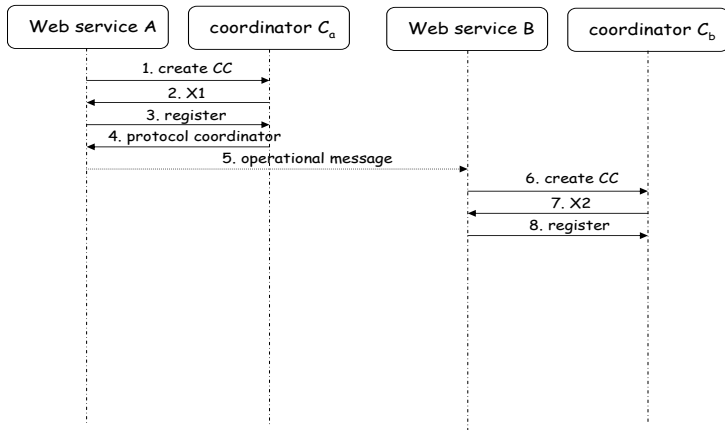 Web service A
coordinator Ca
Web service B
coordinator Cb
1. create CC
2. X1
3. register
4. protocol coordinator
5. operational message
6. create CC
7. X2
8. register